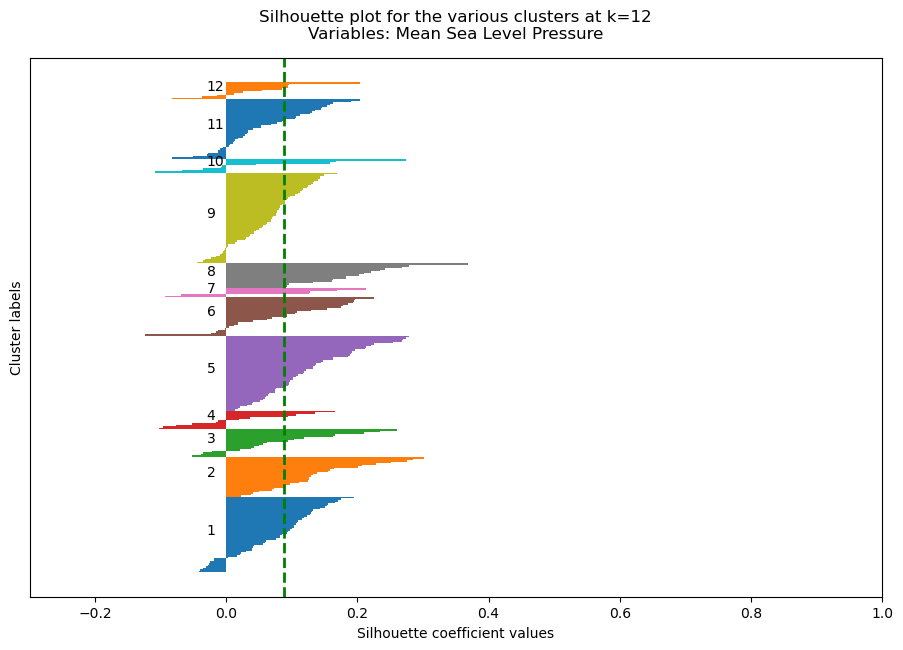 Silhouette plot for the various clusters at k=12
Variables: Mean Sea Level Pressure
12
11
10
9
8
7
6
5
4
3
2
1
Cluster labels
−0.2 0.0 0.2 0.4 0.6 0.8 1.0
Silhouette coefficient values